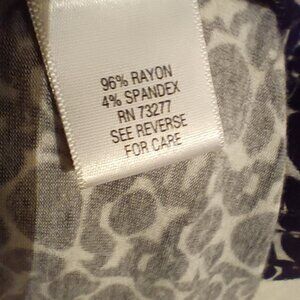 96% RAYON
4% SPANDEX
RN 73277
SEE REVERSE
FOR CARE